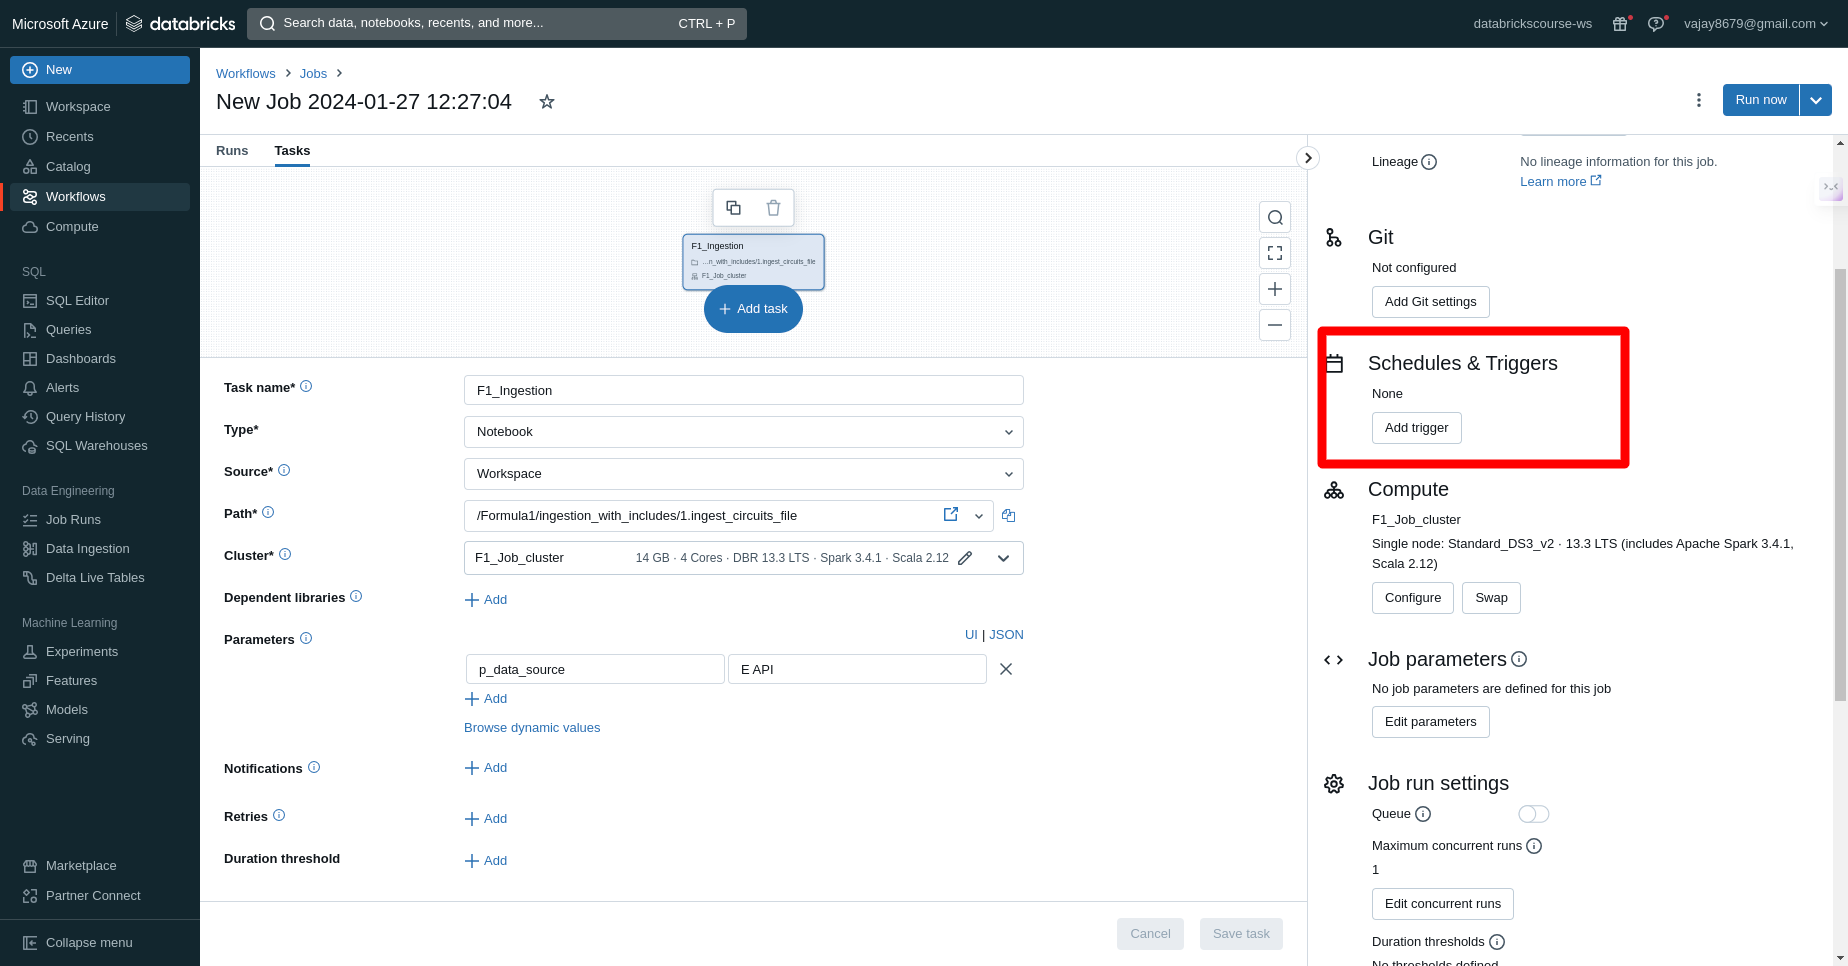 Microsoft Azure databricks Search data, notebooks, recents, and more... CTRL + P databrickscourse-ws vajay8679@gmail.com
New
Workspace
Recents
Catalog
Workflows
Compute
SQL
SQL Editor
Queries
Dashboards
Alerts
Query History
SQL Warehouses
Data Engineering
Job Runs
Data Ingestion
Delta Live Tables
Machine Learning
Experiments
Features
Models
Serving
Marketplace
Partner Connect
Collapse menu
Workflows > Jobs >
New Job 2024-01-27 12:27:04
Run now
Runs Tasks
F1_Ingestion
...n_with_includes/1.ingest_circuits_file
F1_Job_cluster
+ Add task
Task name* F1_Ingestion
Type* Notebook
Source* Workspace
Path* /Formula1/ingestion_with_includes/1.ingest_circuits_file
Cluster* F1_Job_cluster 14 GB · 4 Cores · DBR 13.3 LTS · Spark 3.4.1 · Scala 2.12
Dependent libraries + Add
Parameters UI | JSON
p_data_source E API
+ Add
Browse dynamic values
Notifications + Add
Retries + Add
Duration threshold + Add
Cancel Save task
Lineage No lineage information for this job.
Learn more
Git
Not configured
Add Git settings
Schedules & Triggers
None
Add trigger
Compute
F1_Job_cluster
Single node: Standard_DS3_v2 · 13.3 LTS (includes Apache Spark 3.4.1,
Scala 2.12)
Configure Swap
Job parameters
No job parameters are defined for this job
Edit parameters
Job run settings
Queue
Maximum concurrent runs
1
Edit concurrent runs
Duration thresholds
No thresholds defined